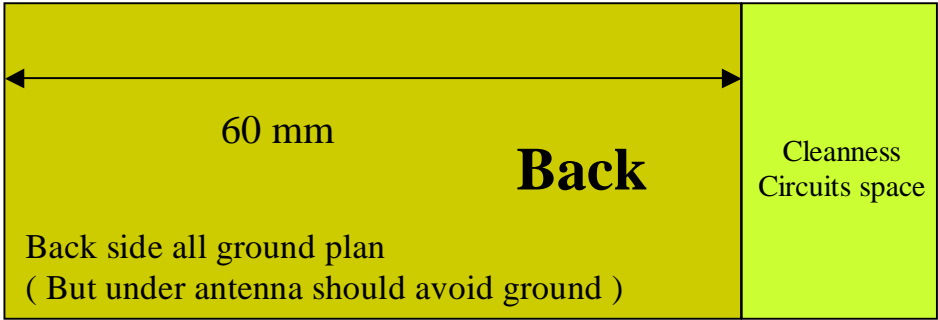 60 mm
Back
Cleanness
Circuits space
Back side all ground plan
( But under antenna should avoid ground )